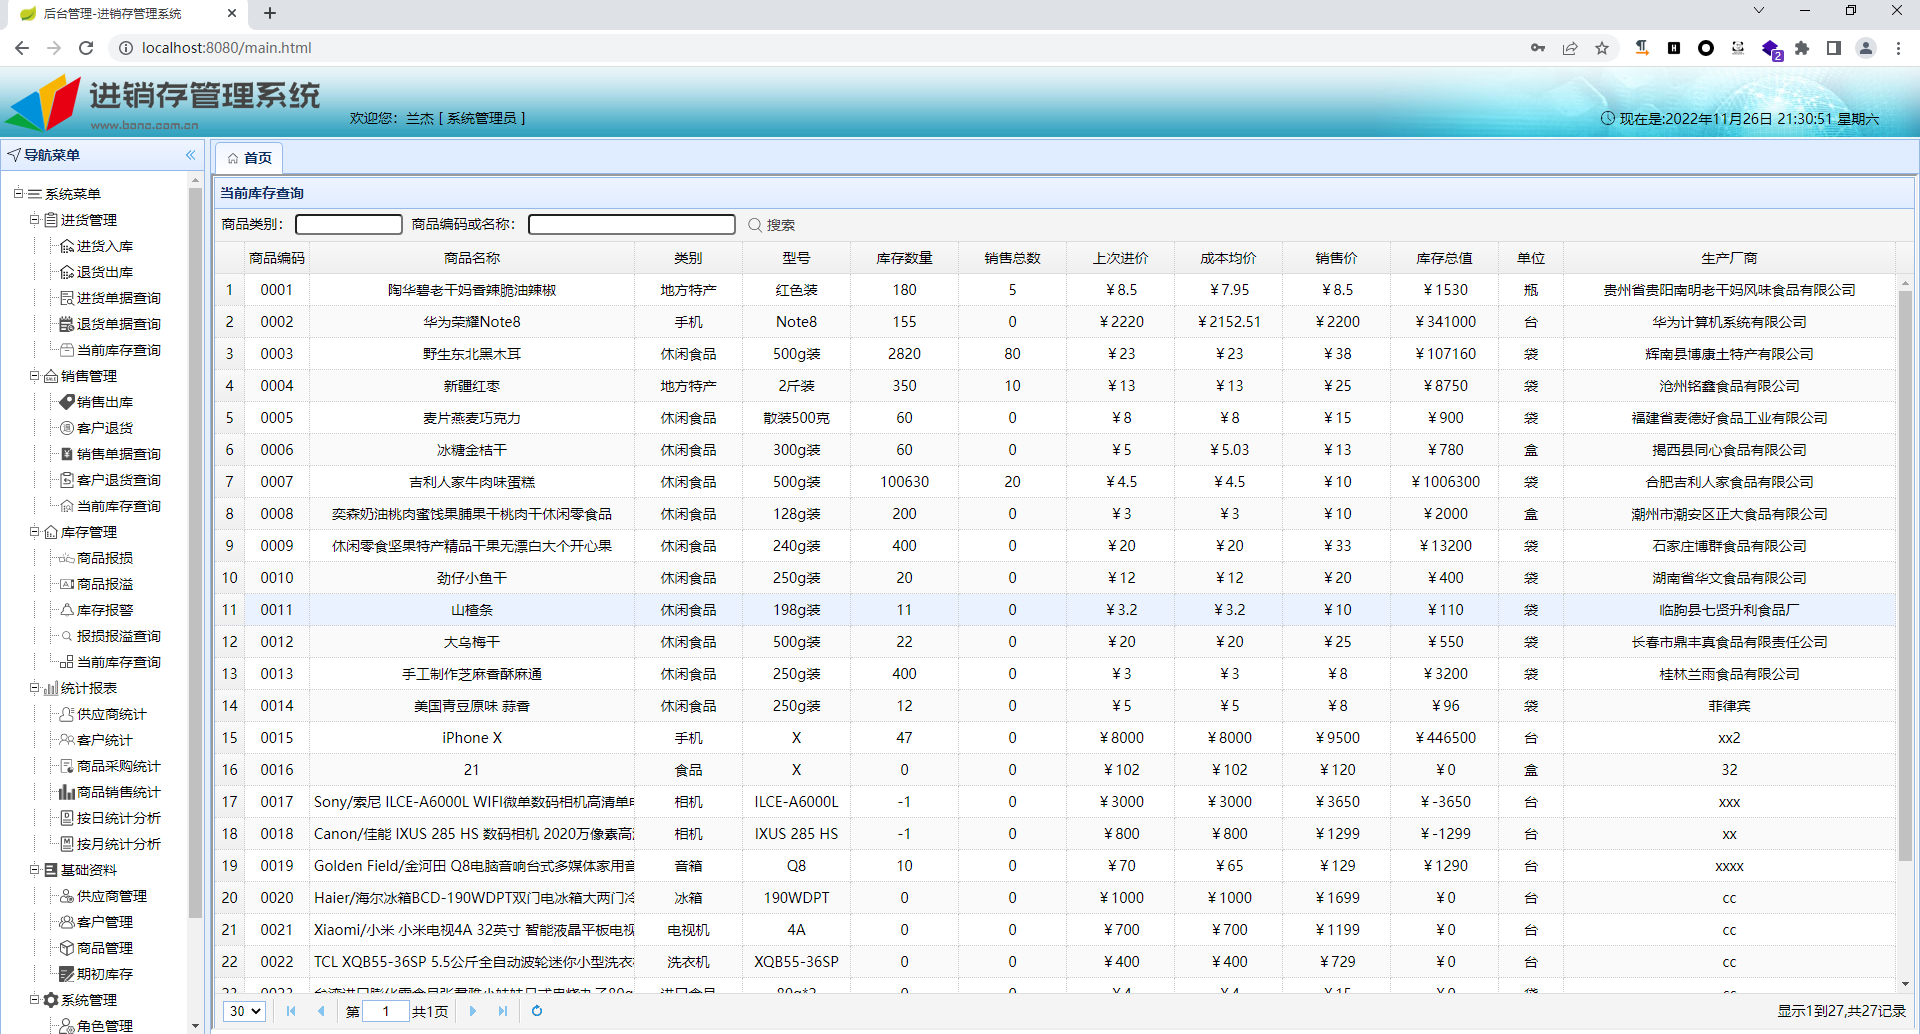 后台管理-进销存管理系统
localhost:8080/main.html
2
进销存管理系统
www.banc.com.cn
欢迎您：兰杰 [ 系统管理员 ]
现在是:2022年11月26日 21:30:51 星期六
导航菜单
系统菜单
进货管理
进货入库
退货出库
进货单据查询
退货单据查询
当前库存查询
销售管理
销售出库
客户退货
销售单据查询
客户退货查询
当前库存查询
库存管理
商品报损
商品报溢
库存报警
报损报溢查询
当前库存查询
统计报表
供应商统计
客户统计
商品采购统计
商品销售统计
按日统计分析
按月统计分析
基础资料
供应商管理
客户管理
商品管理
期初库存
系统管理
角色管理
首页
当前库存查询
商品类别： 商品编码或名称： 搜索
商品编码 商品名称 类别 型号 库存数量 销售总数 上次进价 成本均价 销售价 库存总值 单位 生产厂商
1 0001 陶华碧老干妈香辣脆油辣椒 地方特产 红色装 180 5 ￥8.5 ￥7.95 ￥8.5 ￥1530 瓶 贵州省贵阳南明老干妈风味食品有限公司
2 0002 华为荣耀Note8 手机 Note8 155 0 ￥2220 ￥2152.51 ￥2200 ￥341000 台 华为计算机系统有限公司
3 0003 野生东北黑木耳 休闲食品 500g装 2820 80 ￥23 ￥23 ￥38 ￥107160 袋 辉南县博康土特产有限公司
4 0004 新疆红枣 地方特产 2斤装 350 10 ￥13 ￥13 ￥25 ￥8750 袋 沧州铭鑫食品有限公司
5 0005 麦片燕麦巧克力 休闲食品 散装500克 60 0 ￥8 ￥8 ￥15 ￥900 袋 福建省麦德好食品工业有限公司
6 0006 冰糖金桔干 休闲食品 300g装 60 0 ￥5 ￥5.03 ￥13 ￥780 盒 揭西县同心食品有限公司
7 0007 吉利人家牛肉味蛋糕 休闲食品 500g装 100630 20 ￥4.5 ￥4.5 ￥10 ￥1006300 袋 合肥吉利人家食品有限公司
8 0008 奕森奶油桃肉蜜饯果脯果干桃肉干休闲零食品 休闲食品 128g装 200 0 ￥3 ￥3 ￥10 ￥2000 盒 潮州市潮安区正大食品有限公司
9 0009 休闲零食坚果特产精品干果无漂白大个开心果 休闲食品 240g装 400 0 ￥20 ￥20 ￥33 ￥13200 袋 石家庄博群食品有限公司
10 0010 劲仔小鱼干 休闲食品 250g装 20 0 ￥12 ￥12 ￥20 ￥400 袋 湖南省华文食品有限公司
11 0011 山楂条 休闲食品 198g装 11 0 ￥3.2 ￥3.2 ￥10 ￥110 袋 临朐县七贤升利食品厂
12 0012 大乌梅干 休闲食品 500g装 22 0 ￥20 ￥20 ￥25 ￥550 袋 长春市鼎丰真食品有限责任公司
13 0013 手工制作芝麻香酥麻通 休闲食品 250g装 400 0 ￥3 ￥3 ￥8 ￥3200 袋 桂林兰雨食品有限公司
14 0014 美国青豆原味 蒜香 休闲食品 250g装 12 0 ￥5 ￥5 ￥8 ￥96 袋 菲律宾
15 0015 iPhone X 手机 X 47 0 ￥8000 ￥8000 ￥9500 ￥446500 台 xx2
16 0016 21 食品 X 0 0 ￥102 ￥102 ￥120 ￥0 盒 32
17 0017 Sony/索尼 ILCE-A6000L WIFI微单数码相机高清单 相机 ILCE-A6000L -1 0 ￥3000 ￥3000 ￥3650 ￥-3650 台 xxx
18 0018 Canon/佳能 IXUS 285 HS 数码相机 2020万像素高 相机 IXUS 285 HS -1 0 ￥800 ￥800 ￥1299 ￥-1299 台 xx
19 0019 Golden Field/金河田 Q8电脑音响台式多媒体家用音 音箱 Q8 10 0 ￥70 ￥65 ￥129 ￥1290 台 xxxx
20 0020 Haier/海尔冰箱BCD-190WDPT双门电冰箱大两门冷 冰箱 190WDPT 0 0 ￥1000 ￥1000 ￥1699 ￥0 台 cc
21 0021 Xiaomi/小米 小米电视4A 32英寸 智能液晶平板电视 电视机 4A 0 0 ￥700 ￥700 ￥1199 ￥0 台 cc
22 0022 TCL XQB55-36SP 5.5公斤全自动波轮迷你小型洗衣 洗衣机 XQB55-36SP 0 0 ￥400 ￥400 ￥729 ￥0 台 cc
30 第 1 共1页 显示1到27,共27记录